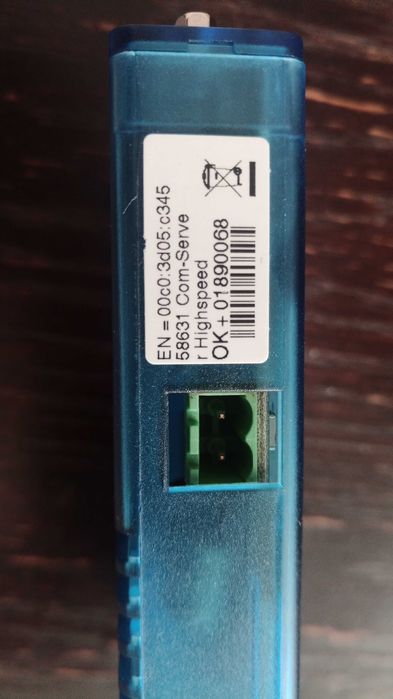 EN = 00c0:3d05:c345
58631 Com-Serve
r Highspeed
OK + 01890068